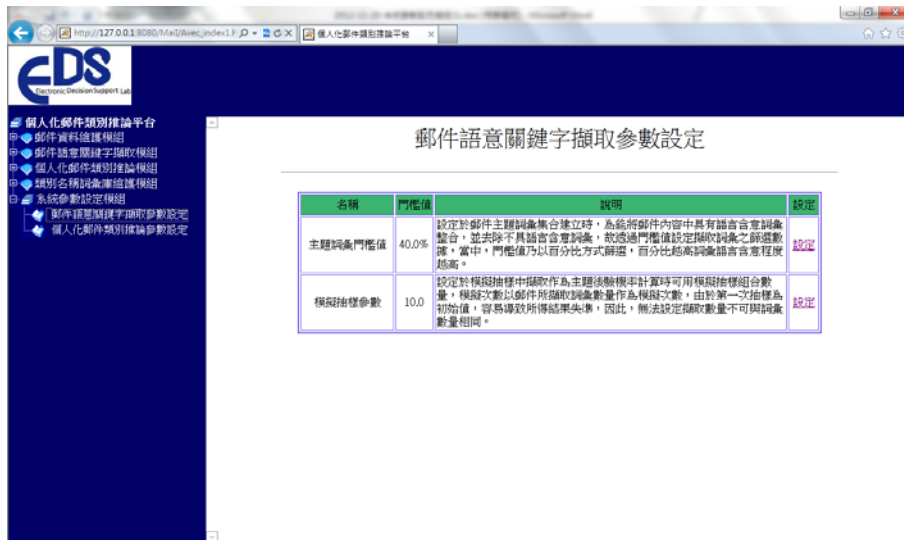 http://127.0.0.1:8080/Mail/Avec_index1.h
個人化郵件類別推論平台
EDS
Electronic Decision Support Lab
個人化郵件類別推論平台
郵件資料維護模組
郵件語意關鍵字擷取模組
個人化郵件類別推論模組
類別名稱詞彙庫維護模組
系統參數設定模組
郵件語意關鍵字擷取參數設定
個人化郵件類別推論參數設定
郵件語意關鍵字擷取參數設定
名稱 門檻值 說明 設定
主題詞彙門檻值 40.0% 設定於郵件主題詞彙集合建立時,為能將郵件內容中具有語言含意詞彙
整合,並去除不具語言含意詞彙,故透過門檻值設定擷取詞彙之篩選數
據,當中,門檻值乃以百分比方式篩選,百分比越高詞彙語言含意程度
越高。
設定
模擬抽樣參數 10.0 設定於模擬抽樣中擷取作為主題後驗機率計算時可用模擬抽樣組合數
量,模擬次數以郵件所擷取詞彙數量作為模擬次數,由於第一次抽樣為
初始值,容易導致所得結果失準,因此,無法設定擷取數量不可與詞彙
數量相同。
設定